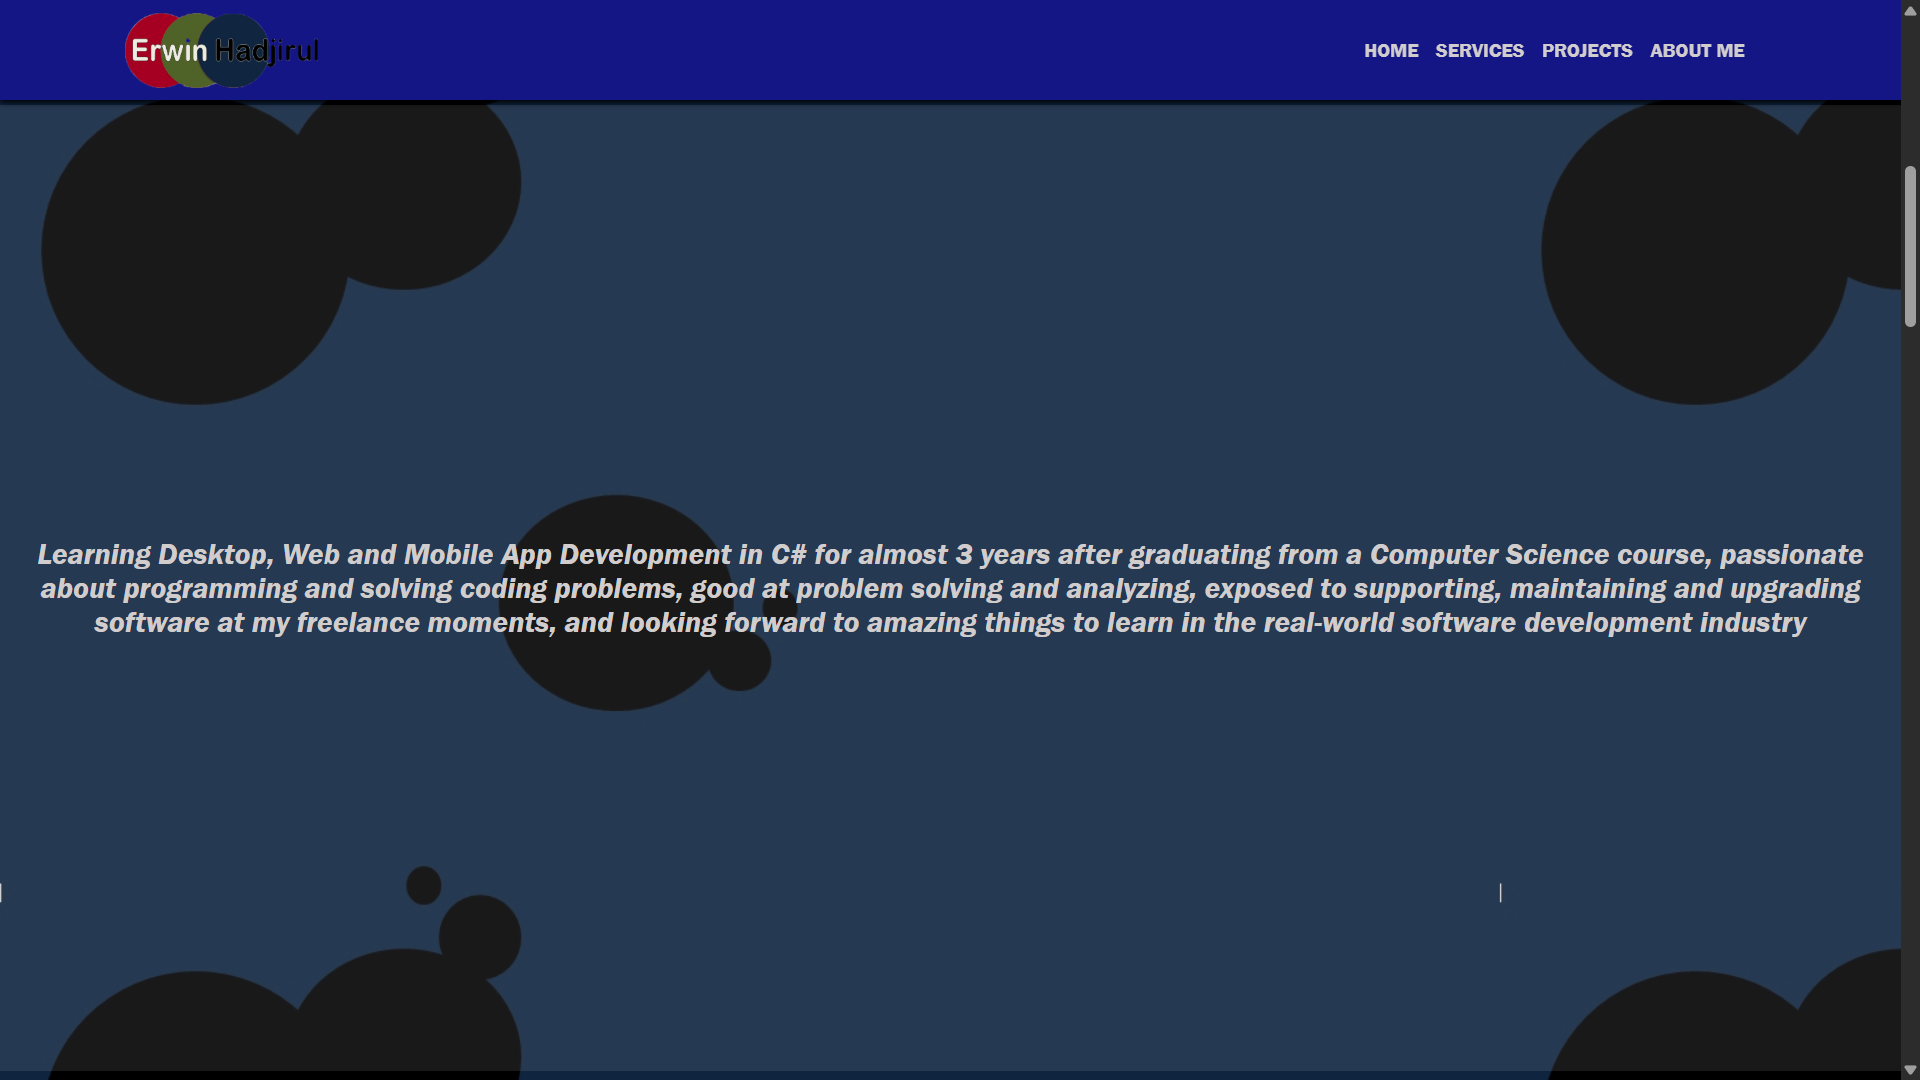 Erwin Hadjirul
HOME SERVICES PROJECTS ABOUT ME
Learning Desktop, Web and Mobile App Development in C# for almost 3 years after graduating from a Computer Science course, passionate
about programming and solving coding problems, good at problem solving and analyzing, exposed to supporting, maintaining and upgrading
software at my freelance moments, and looking forward to amazing things to learn in the real-world software development industry